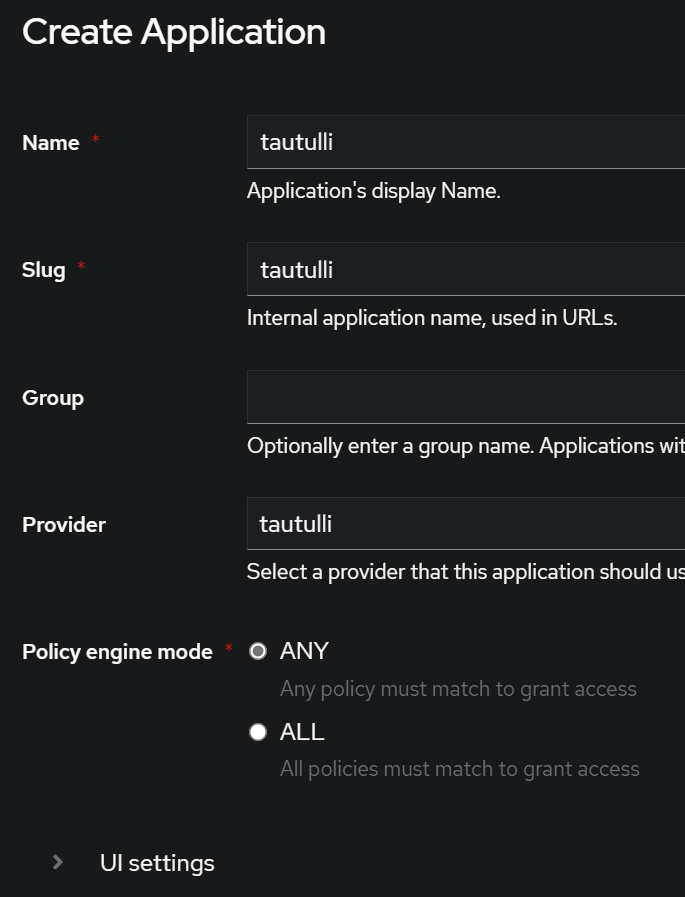 Create Application
Name *
tautulli
Application's display Name.
Slug *
tautulli
Internal application name, used in URLs.
Group
Optionally enter a group name. Applications wit
Provider
tautulli
Select a provider that this application should us
Policy engine mode *
ANY
Any policy must match to grant access
ALL
All policies must match to grant access
UI settings